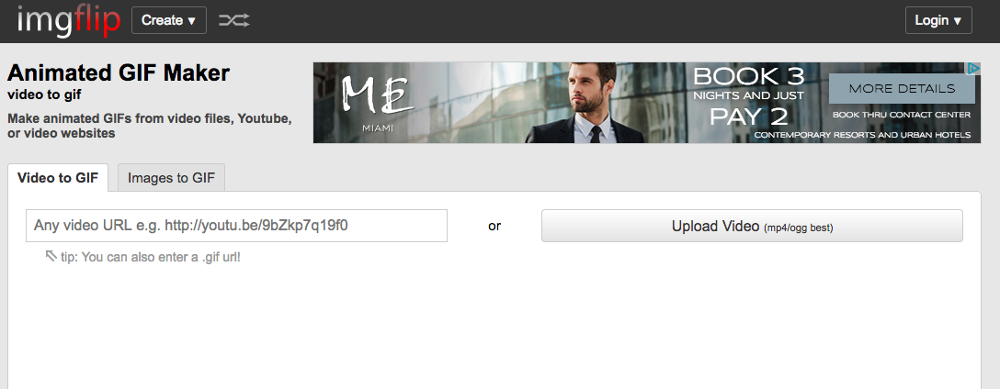 imgflip
Create ▾
Login ▾
Animated GIF Maker
video to gif
Make animated GIFs from video files, Youtube,
or video websites
ME
MIAMI
BOOK 3
NIGHTS AND JUST
PAY 2
MORE DETAILS
BOOK THRU CONTACT CENTER
CONTEMPORARY RESORTS AND URBAN HOTELS
Video to GIF
Images to GIF
Any video URL e.g. http://youtu.be/9bZkp7q19f0
or
Upload Video (mp4/ogg best)
tip: You can also enter a .gif url!